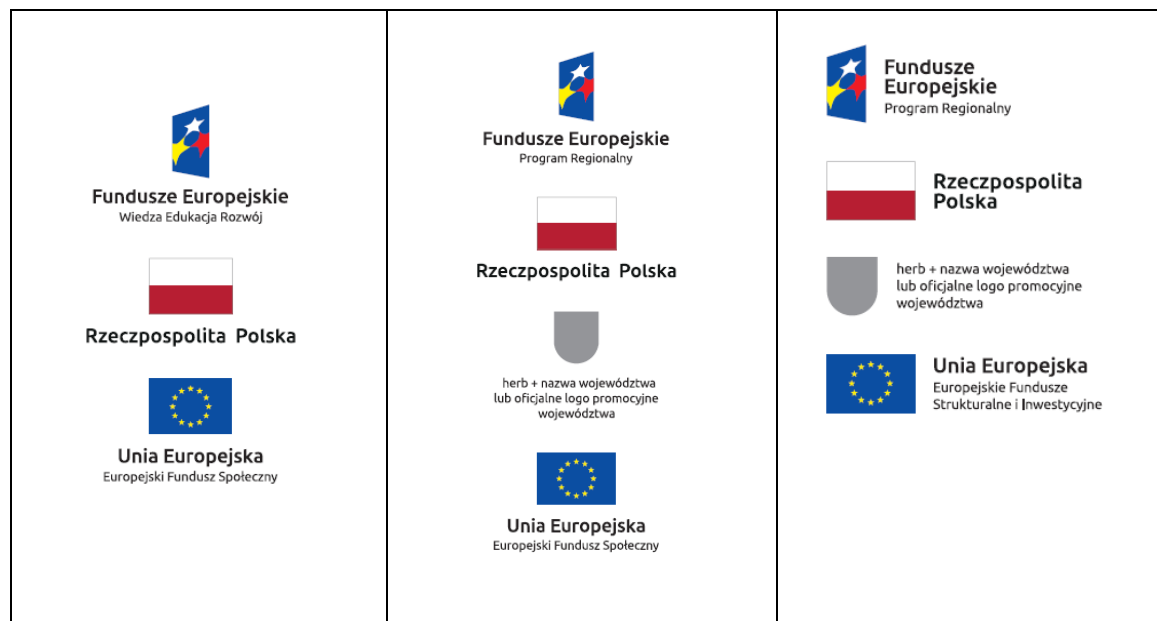 Fundusze Europejskie
Wiedza Edukacja Rozwój
Rzeczpospolita Polska
Unia Europejska
Europejski Fundusz Społeczny
Fundusze Europejskie
Program Regionalny
Rzeczpospolita Polska
herb + nazwa województwa
lub oficjalne logo promocyjne
województwa
Unia Europejska
Europejski Fundusz Społeczny
Fundusze
Europejskie
Program Regionalny
Rzeczpospolita
Polska
herb + nazwa województwa
lub oficjalne logo promocyjne
województwa
Unia Europejska
Europejskie Fundusze
Strukturalne i Inwestycyjne